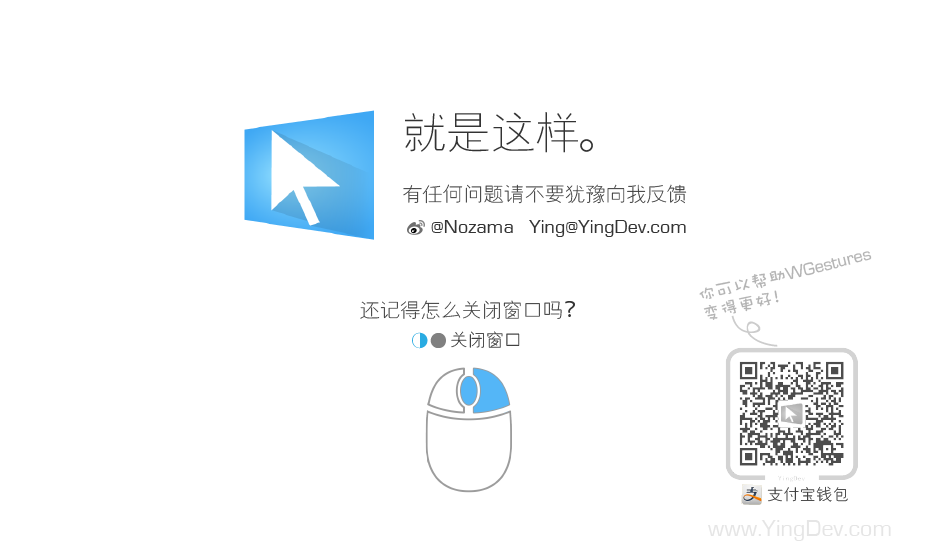 就是这样。
有任何问题请不要犹豫向我反馈
@Nozama Ying@YingDev.com
你可以帮助WGestures
变得更好!
还记得怎么关闭窗口吗?
关闭窗口
YingDev
支付宝钱包
www.YingDev.com